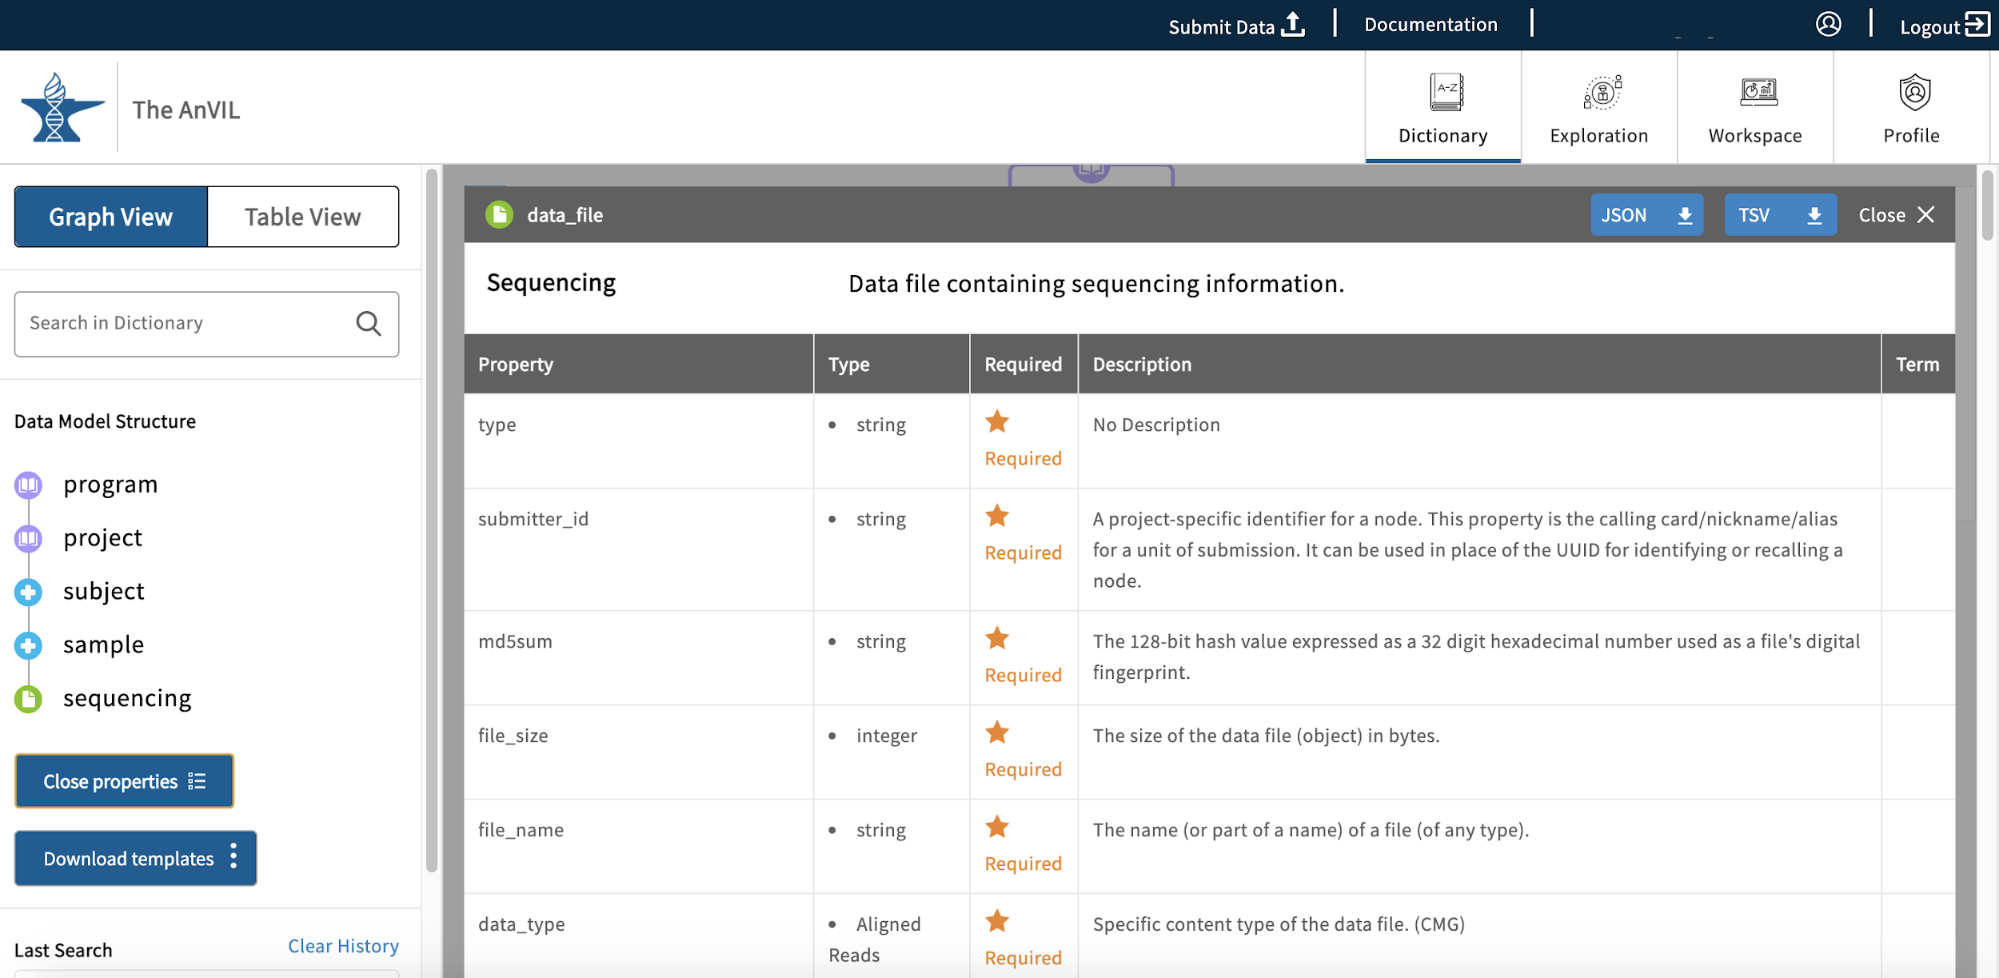 Submit Data
Documentation
Logout
The AnVIL
A-Z
Dictionary
Exploration
Workspace
Profile
Graph View
Table View
Search in Dictionary
Data Model Structure
program
project
subject
sample
sequencing
Close properties
Download templates
Last Search
Clear History
data_file
JSON
TSV
Close
Sequencing
Data file containing sequencing information.
Property Type Required Description Term
type • string Required No Description
submitter_id • string Required A project-specific identifier for a node. This property is the calling card/nickname/alias
for a unit of submission. It can be used in place of the UUID for identifying or recalling a
node.
md5sum • string Required The 128-bit hash value expressed as a 32 digit hexadecimal number used as a file's digital
fingerprint.
file_size • integer Required The size of the data file (object) in bytes.
file_name • string Required The name (or part of a name) of a file (of any type).
data_type • Aligned Reads Required Specific content type of the data file. (CMG)